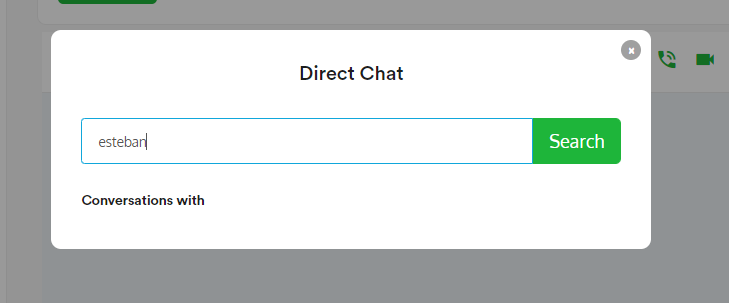 Direct Chat
esteban
Search
Conversations with